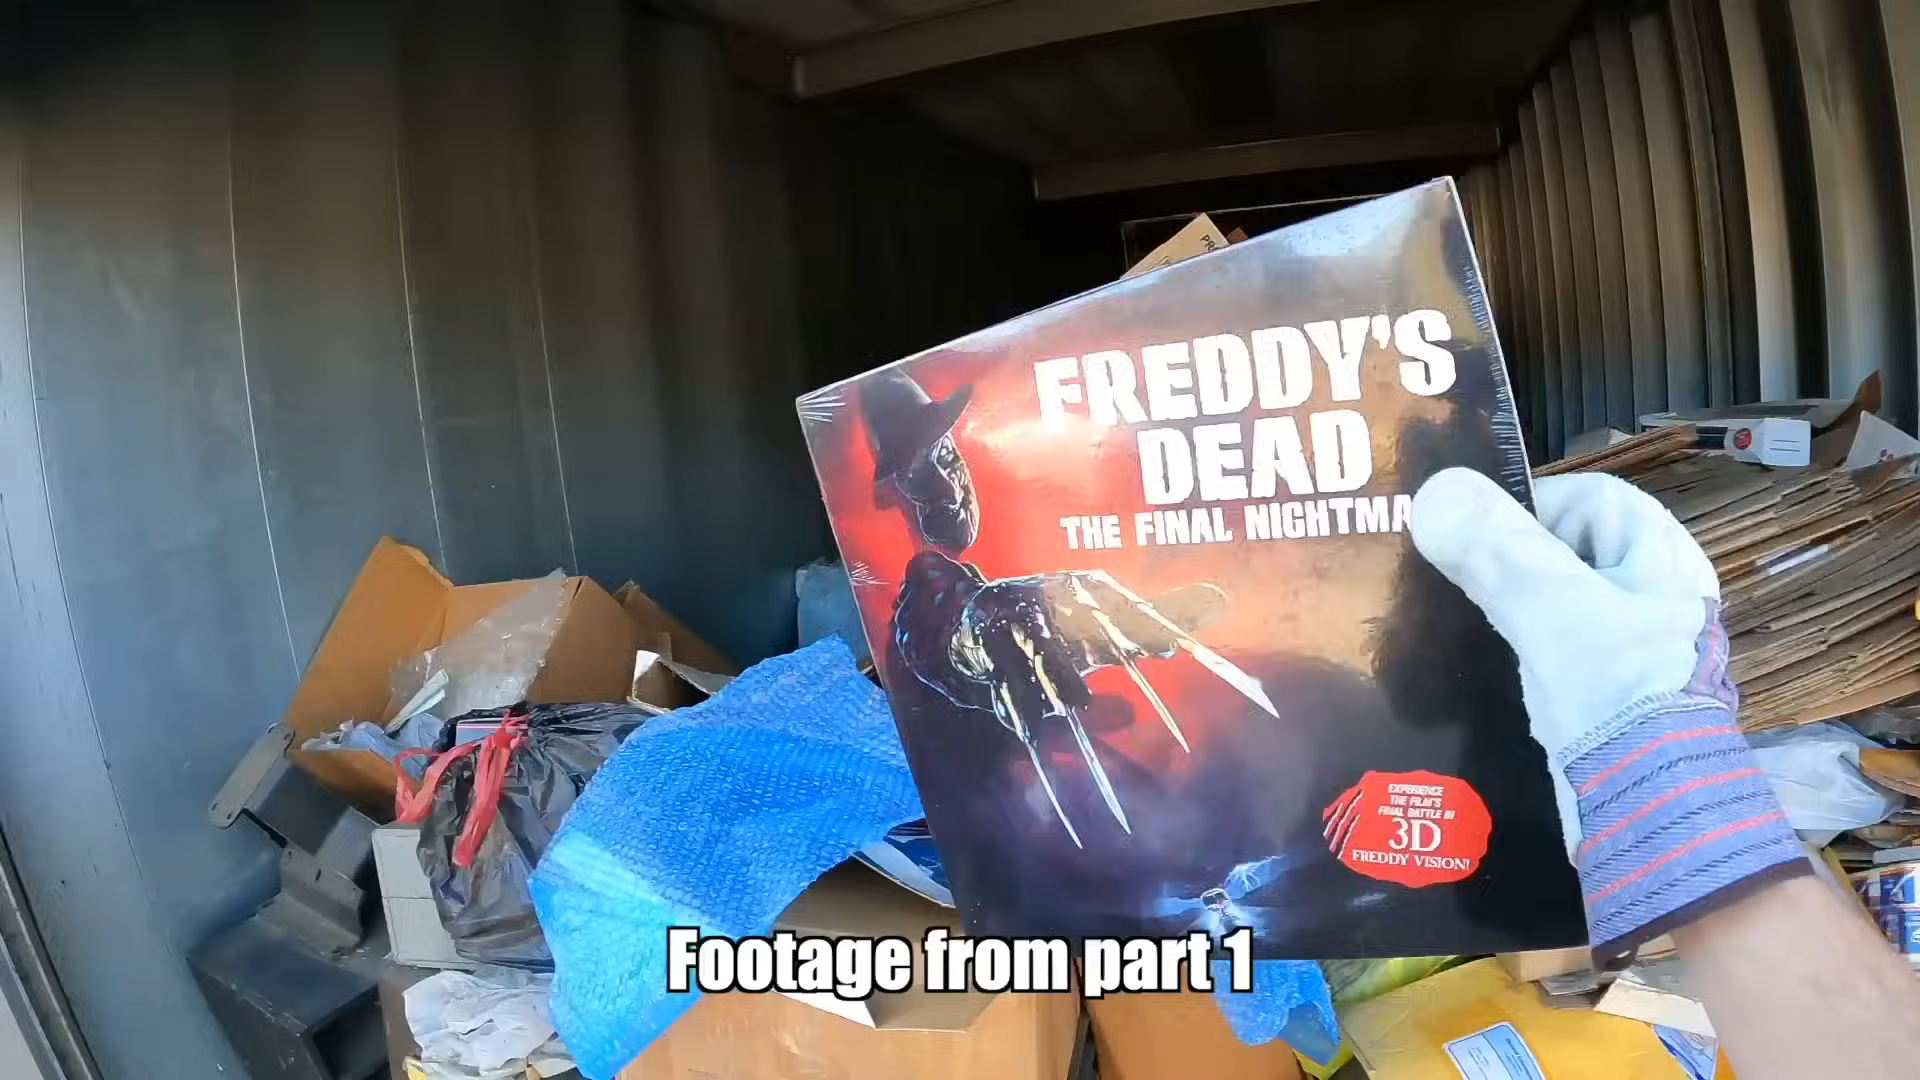 FREDDY'S
DEAD
THE FINAL NIGHTMA
EXPERIENCE
THE FILM'S
FINAL BATTLE IN
3D
FREDDY VISION!
Footage from part 1